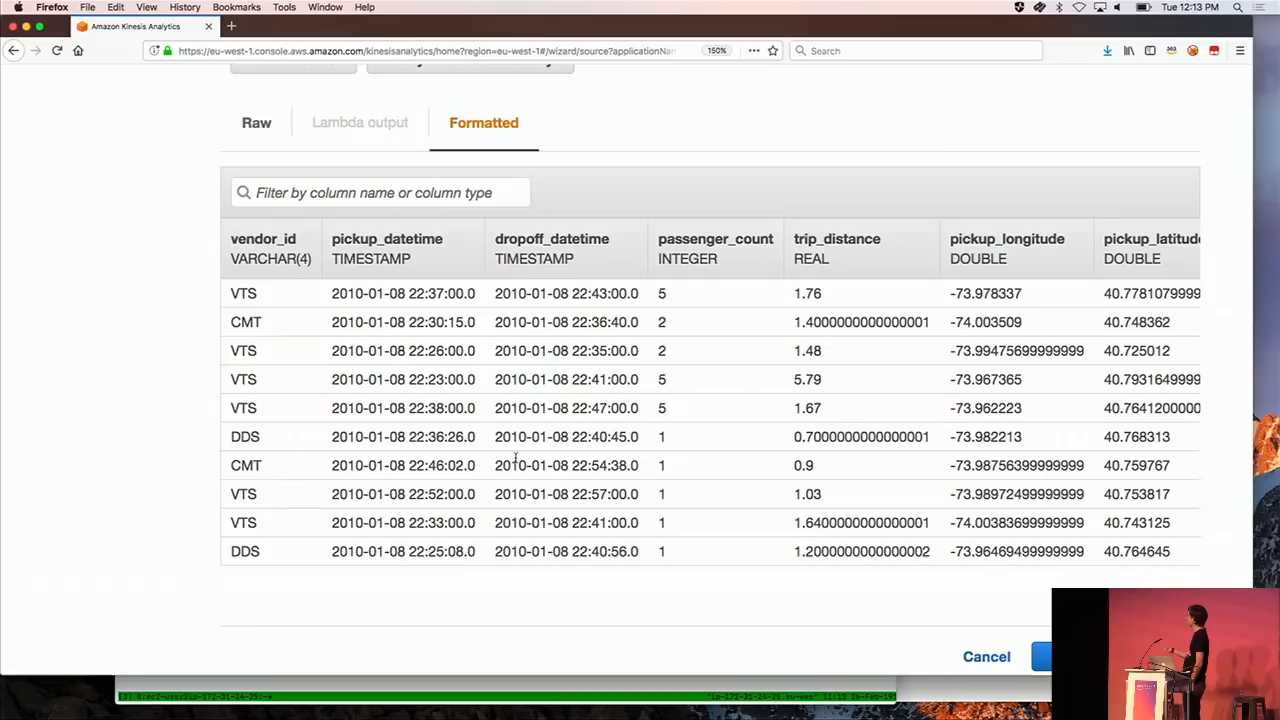 Firefox File Edit View History Bookmarks Tools Window Help Tue 12:13 PM
Amazon Kinesis Analytics
https://eu-west-1.console.aws.amazon.com/kinesisanalytics/home?region=eu-west-1#/wizard/source?applicationNa 150% Search
Raw Lambda output Formatted
Filter by column name or column type
vendor_id pickup_datetime dropoff_datetime passenger_count trip_distance pickup_longitude pickup_latitude
VARCHAR(4) TIMESTAMP TIMESTAMP INTEGER REAL DOUBLE DOUBLE
VTS 2010-01-08 22:37:00.0 2010-01-08 22:43:00.0 5 1.76 -73.978337 40.7781079999
CMT 2010-01-08 22:30:15.0 2010-01-08 22:36:40.0 2 1.4000000000000001 -74.003509 40.748362
VTS 2010-01-08 22:26:00.0 2010-01-08 22:35:00.0 2 1.48 -73.99475699999999 40.725012
VTS 2010-01-08 22:23:00.0 2010-01-08 22:41:00.0 5 5.79 -73.967365 40.7931649999
VTS 2010-01-08 22:38:00.0 2010-01-08 22:47:00.0 5 1.67 -73.962223 40.7641200000
DDS 2010-01-08 22:36:26.0 2010-01-08 22:40:45.0 1 0.7000000000000001 -73.982213 40.768313
CMT 2010-01-08 22:46:02.0 2010-01-08 22:54:38.0 1 0.9 -73.98756399999999 40.759767
VTS 2010-01-08 22:52:00.0 2010-01-08 22:57:00.0 1 1.03 -73.98972499999999 40.753817
VTS 2010-01-08 22:33:00.0 2010-01-08 22:41:00.0 1 1.6400000000000001 -74.00383699999999 40.743125
DDS 2010-01-08 22:25:08.0 2010-01-08 22:40:56.0 1 1.2000000000000002 -73.96469499999999 40.764645
Cancel